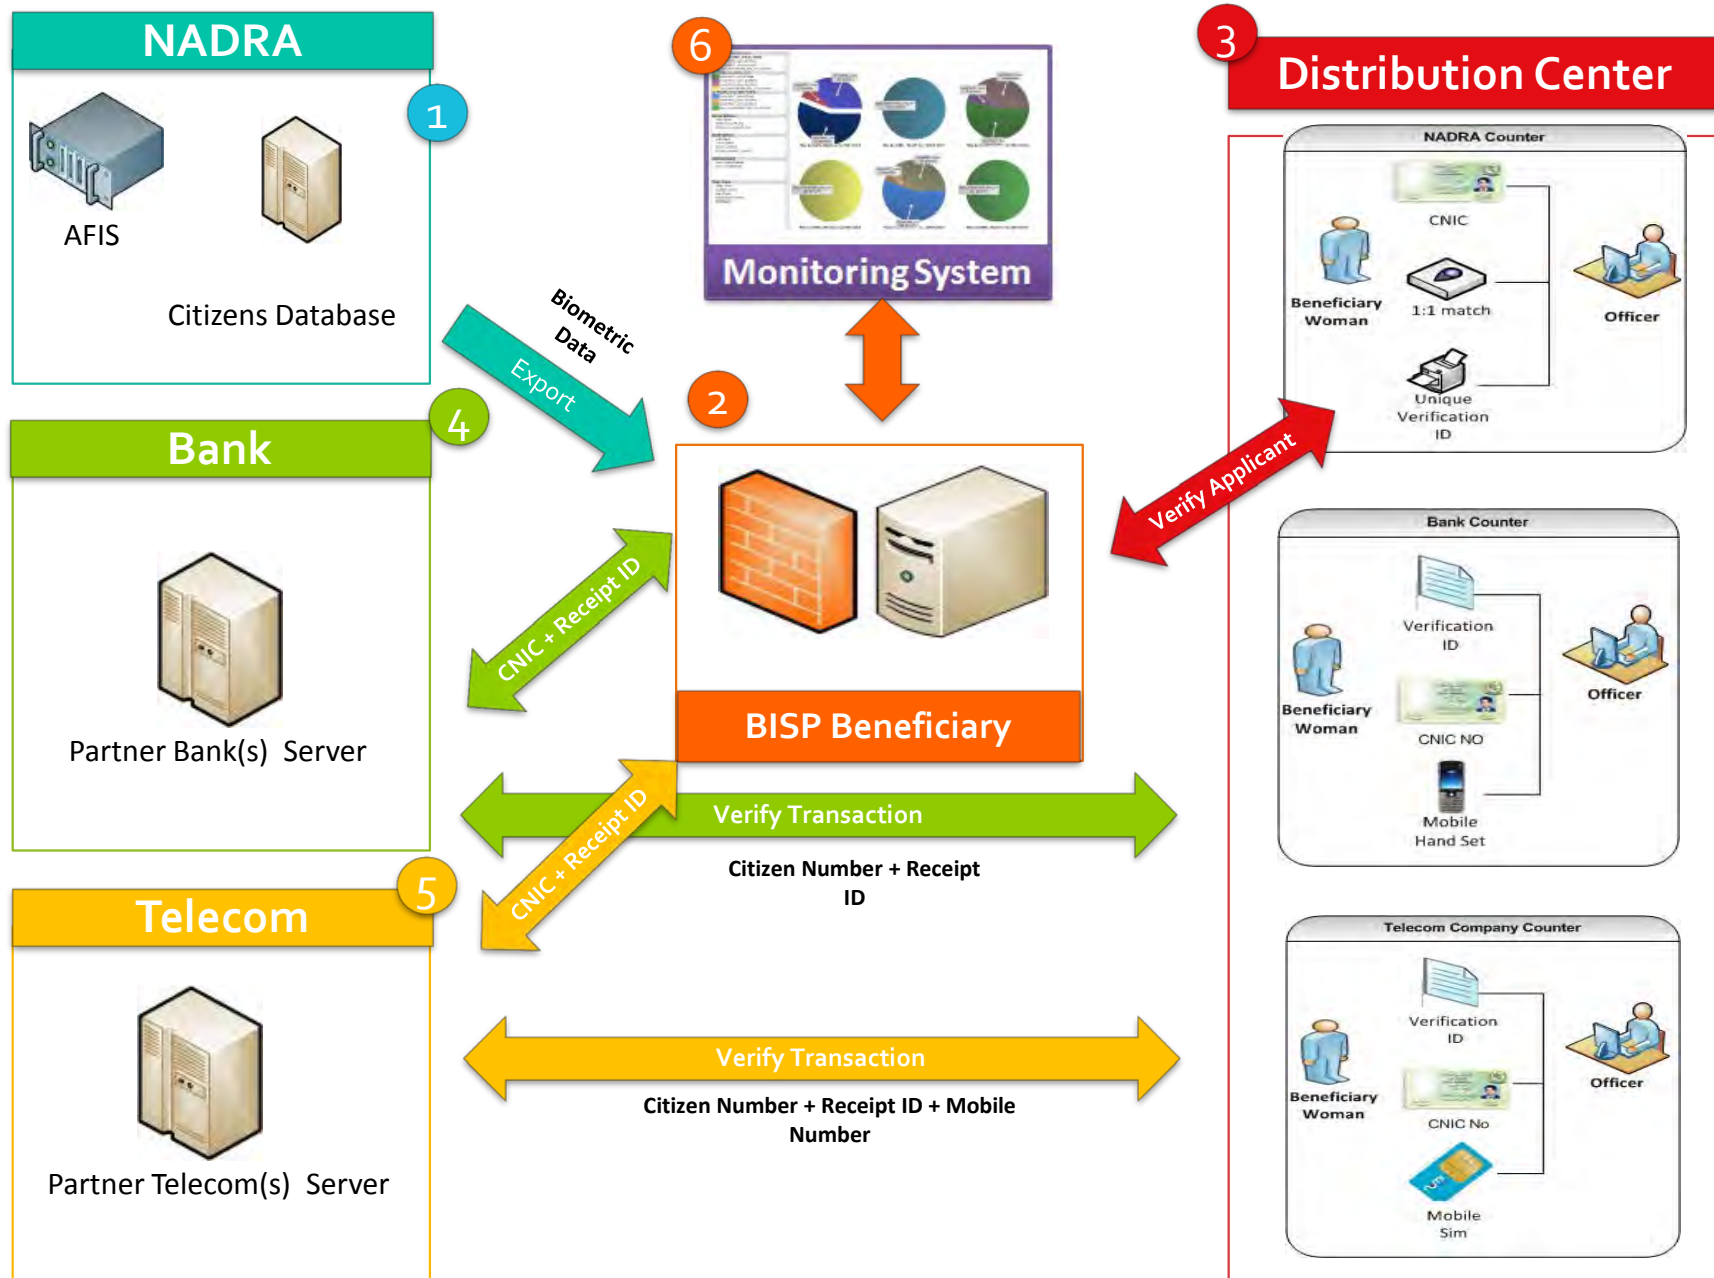 NADRA
1
AFIS
Citizens Database
Biometric
Data
Export
6
Monitoring System
3
Distribution Center
NADRA Counter
CNIC
Beneficiary
Woman
1:1 match
Officer
Unique
Verification
ID
Verify Applicant
2
BISP Beneficiary
4
Bank
Partner Bank(s) Server
CNIC + Receipt ID
Bank Counter
Verification
ID
Beneficiary
Woman
Officer
CNIC NO
Mobile
Hand Set
Verify Transaction
Citizen Number + Receipt
ID
5
Telecom
Partner Telecom(s) Server
CNIC + Receipt ID
Verify Transaction
Citizen Number + Receipt ID + Mobile
Number
Telecom Company Counter
Verification
ID
Beneficiary
Woman
Officer
CNIC No
Mobile
Sim